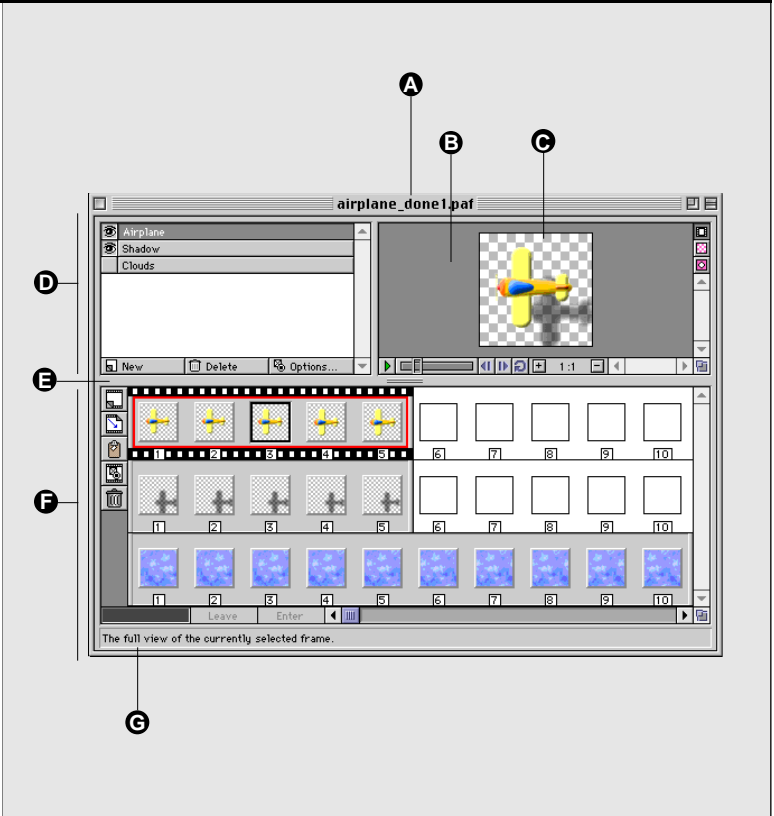 A
B
C
airplane_done1.paf
Airplane
Shadow
Clouds
D
New Delete Options...
1:1
E
1 2 3 4 5 6 7 8 9 10
F
1 2 3 4 5 6 7 8 9 10
1 2 3 4 5 6 7 8 9 10
Leave Enter
The full view of the currently selected frame.
G